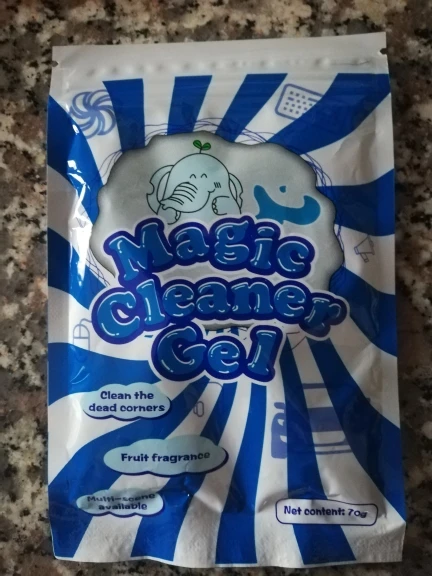 Magic
Cleaner
Gel
Clean the
dead corners
Fruit fragrance
Multi-scene
available
Net content: 70g